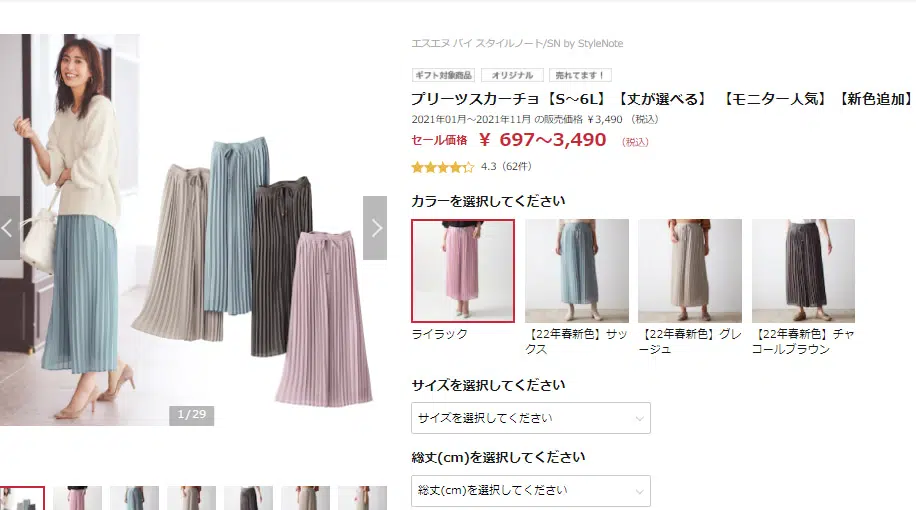 エスエヌ バイ スタイルノート/SN by StyleNote
ギフト対象商品 オリジナル 売れてます！
プリーツスカーチョ【S～6L】【丈が選べる】 【モニター人気】【新色追加】
2021年01月～2021年11月 の販売価格 ￥3,490 （税込）
セール価格 ￥ 697～3,490 （税込）
4.3（62件）
カラーを選択してください
ライラック
【22年春新色】サックス
【22年春新色】グレージュ
【22年春新色】チャコールブラウン
1/29
サイズを選択してください
サイズを選択してください
総丈(cm)を選択してください
総丈(cm)を選択してください